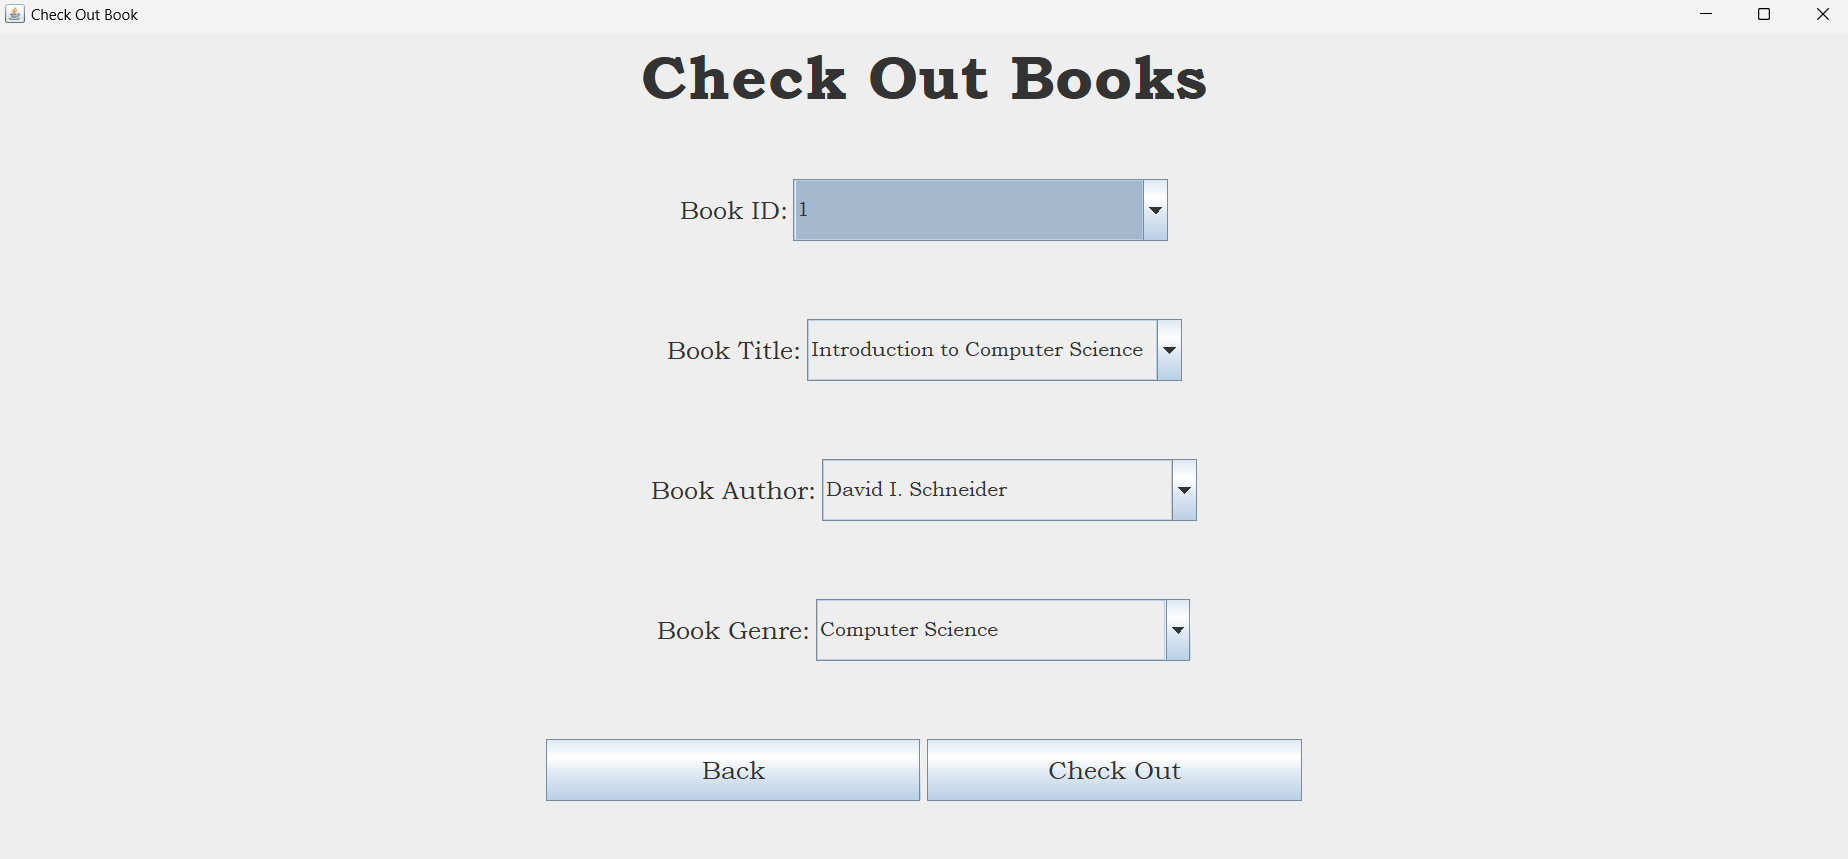 Check Out Book
Check Out Books
Book ID: 1
Book Title: Introduction to Computer Science
Book Author: David I. Schneider
Book Genre: Computer Science
Back Check Out